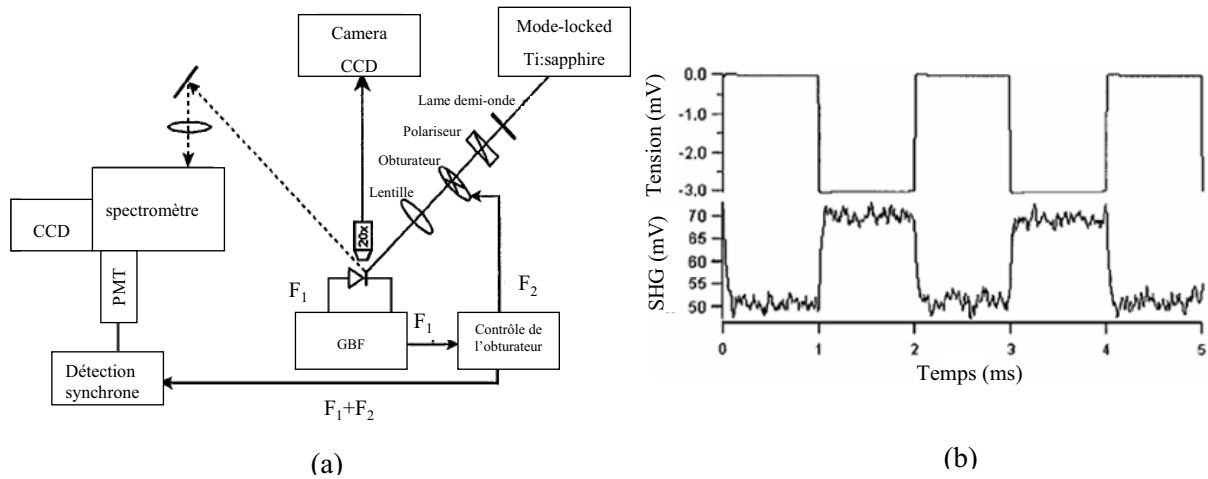 Camera
CCD
Mode-locked
Ti:sapphire
Lame demi-onde
Polariseur
Obturateur
Lentille
spectromètre
CCD
PMT
20x
F1
F1
F2
GBF
Contrôle de
l'obturateur
Détection
synchrone
F1+F2
(a)
Tension (mV)
0.0
-1.0
-2.0
-3.0
SHG (mV)
70
65
60
55
50
0
1
2
3
4
5
Temps (ms)
(b)